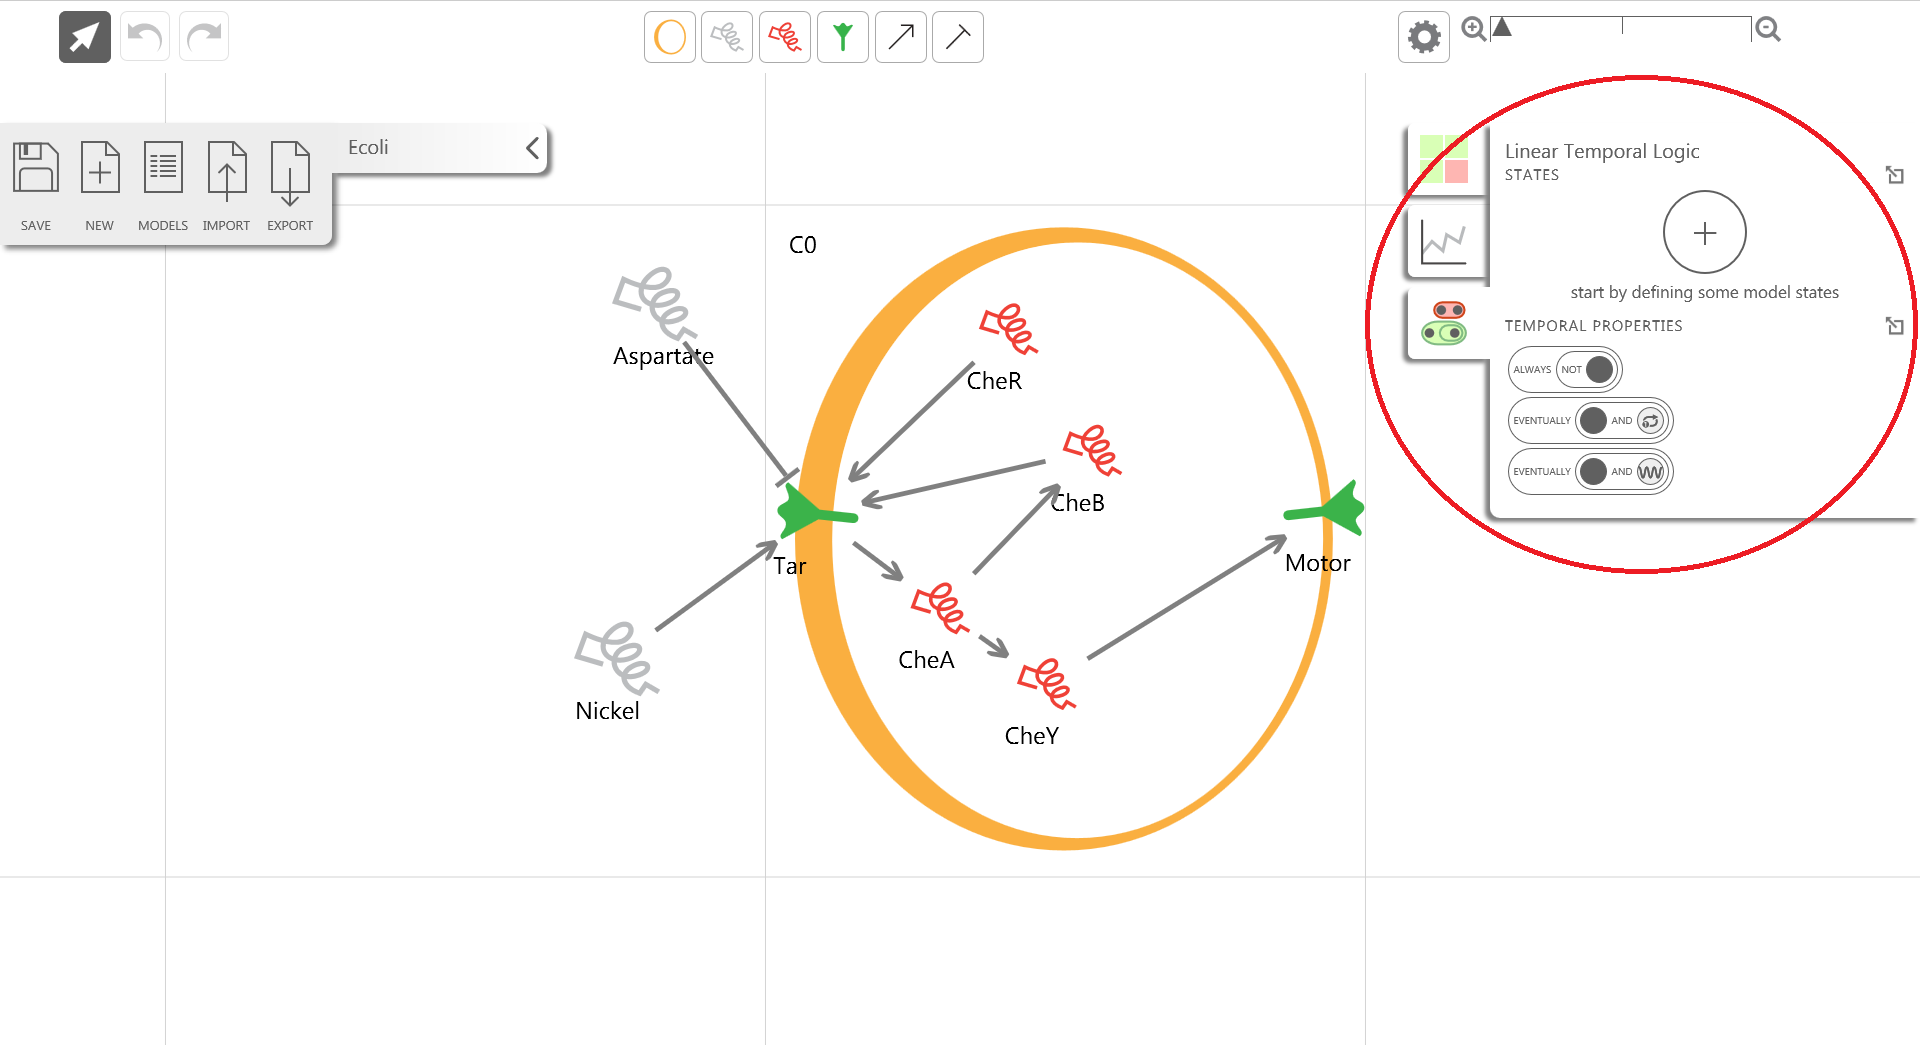 Ecoli
SAVE NEW MODELS IMPORT EXPORT
C0
Aspartate
CheR
CheB
Tar
Motor
CheA
Nickel
CheY
Linear Temporal Logic
STATES
start by defining some model states
TEMPORAL PROPERTIES
ALWAYS NOT
EVENTUALLY AND
EVENTUALLY AND